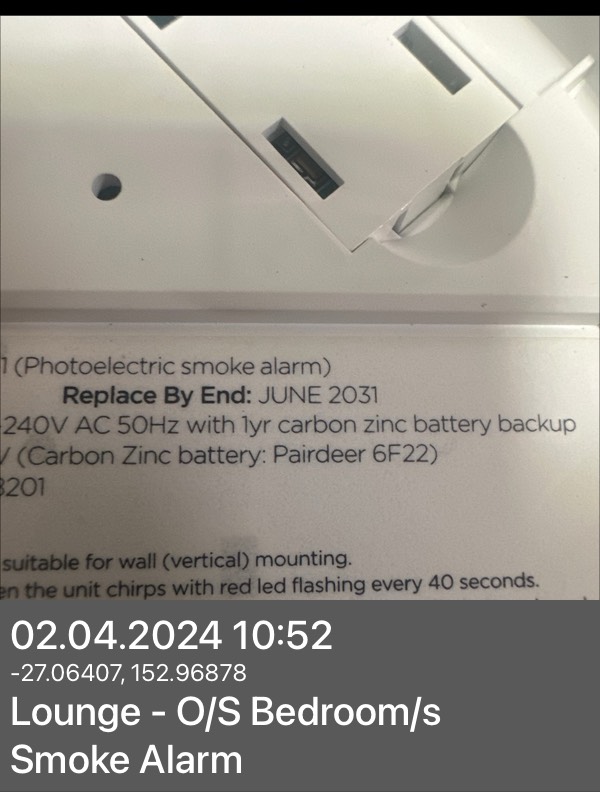 1 (Photoelectric smoke alarm)
Replace By End: JUNE 2031
-240V AC 50Hz with 1yr carbon zinc battery backup
V (Carbon Zinc battery: Pairdeer 6F22)
3201
suitable for wall (vertical) mounting.
en the unit chirps with red led flashing every 40 seconds.
02.04.2024 10:52
-27.06407, 152.96878
Lounge - O/S Bedroom/s
Smoke Alarm